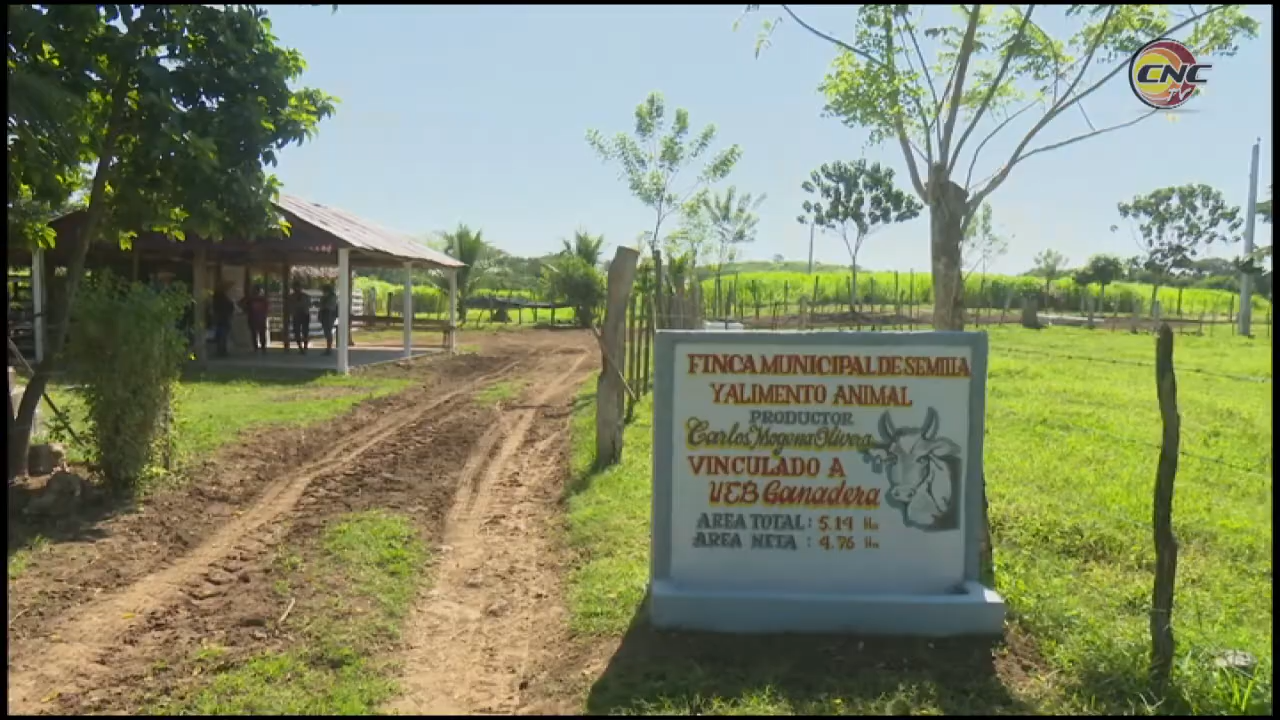 CNC
TV
FINCA MUNICIPAL DE SEMILLA
Y ALIMENTO ANIMAL
PRODUCTOR
Carlos Mogena Olivera
VINCULADO A
UEB Ganadera
AREA TOTAL: 5.14 Ha
AREA NETA : 4.76 Ha